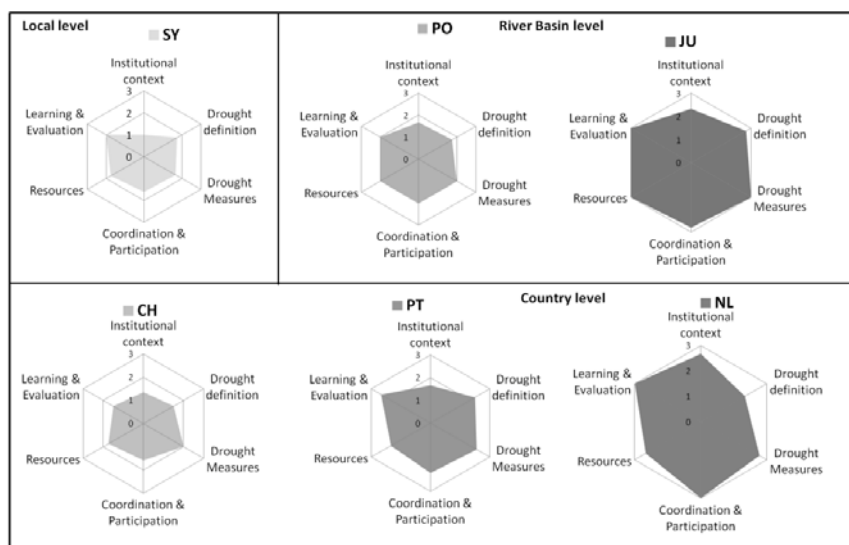 Local level
SY
Institutional
context
3
2
1
0
Learning &
Evaluation
Drought
definition
Resources
Drought
Measures
Coordination &
Participation
River Basin level
PO
Institutional
context
3
2
1
0
Learning &
Evaluation
Drought
definition
Resources
Drought
Measures
Coordination &
Participation
JU
Institutional
context
3
2
1
0
Learning &
Evaluation
Drought
definition
Resources
Drought
Measures
Coordination &
Participation
Country level
CH
Institutional
context
3
2
1
0
Learning &
Evaluation
Drought
definition
Resources
Drought
Measures
Coordination &
Participation
PT
Institutional
context
3
2
1
0
Learning &
Evaluation
Drought
definition
Resources
Drought
Measures
Coordination &
Participation
NL
Institutional
context
3
2
1
0
Learning &
Evaluation
Drought
definition
Resources
Drought
Measures
Coordination &
Participation